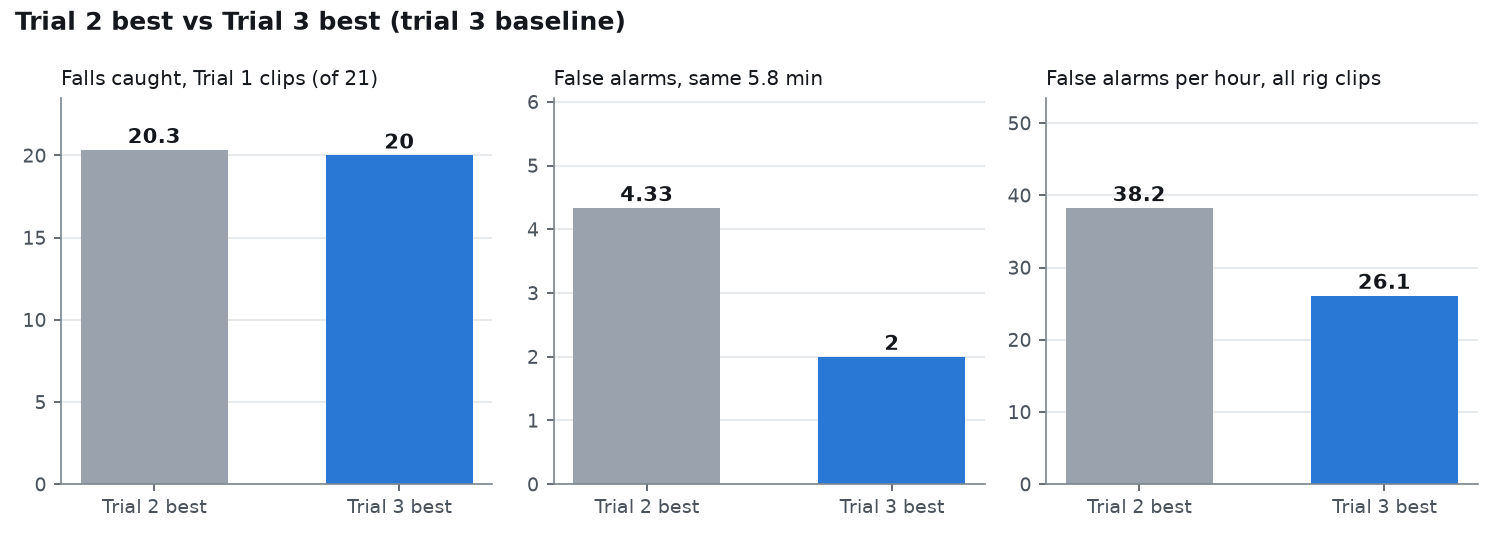 Trial 2 best vs Trial 3 best (trial 3 baseline)
Falls caught, Trial 1 clips (of 21)
20
15
10
5
0
20.3
20
Trial 2 best
Trial 3 best
False alarms, same 5.8 min
6
5
4
3
2
1
0
4.33
2
Trial 2 best
Trial 3 best
False alarms per hour, all rig clips
50
40
30
20
10
0
38.2
26.1
Trial 2 best
Trial 3 best